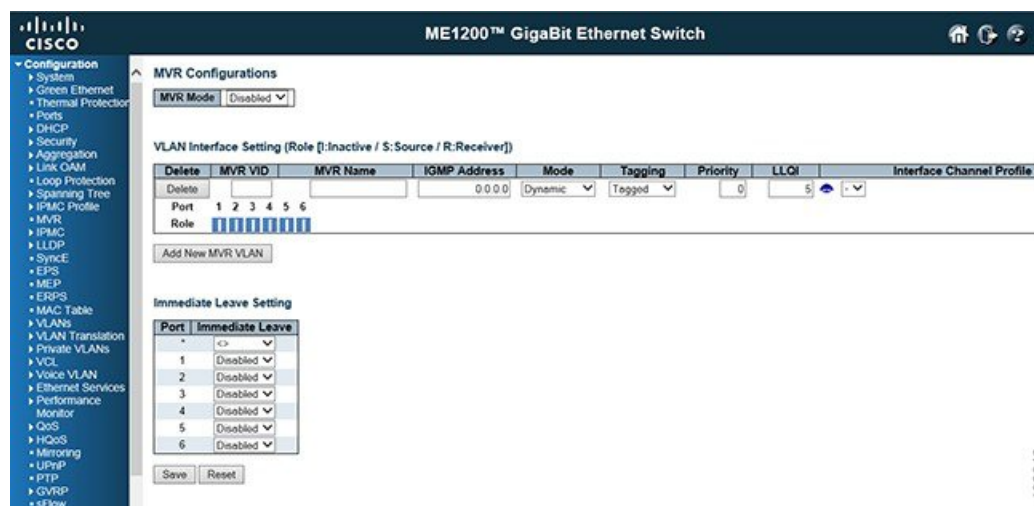 CISCO
ME1200™ GigaBit Ethernet Switch
Configuration
System
Green Ethernet
Thermal Protection
Ports
DHCP
Security
Aggregation
Link OAM
Loop Protection
Spanning Tree
IPMC Profile
MVR
IPMC
LLDP
SyncE
EPS
MEP
ERPS
MAC Table
VLANs
VLAN Translation
Private VLANs
VCL
Voice VLAN
Ethernet Services
Performance
Monitor
QoS
HQoS
Mirroring
UPnP
PTP
GVRP
sFlow
MVR Configurations
MVR Mode Disabled
VLAN Interface Setting (Role [I:Inactive / S:Source / R:Receiver])
Delete MVR VID MVR Name IGMP Address Mode Tagging Priority LLQI Interface Channel Profile
Delete 0.0.0.0 Dynamic Tagged 0 5 -
Port 1 2 3 4 5 6
Role
Add New MVR VLAN
Immediate Leave Setting
Port Immediate Leave
* <>
1 Disabled
2 Disabled
3 Disabled
4 Disabled
5 Disabled
6 Disabled
Save Reset